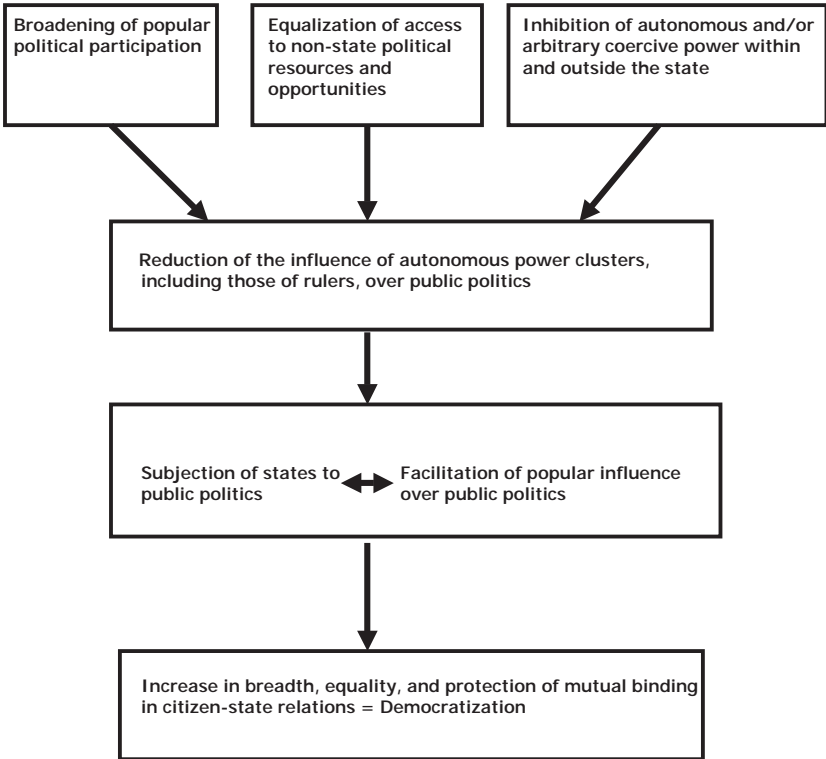 Broadening of popular
political participation
Equalization of access
to non-state political
resources and
opportunities
Inhibition of autonomous and/or
arbitrary coercive power within
and outside the state
Reduction of the influence of autonomous power clusters,
including those of rulers, over public politics
Subjection of states to
public politics
Facilitation of popular influence
over public politics
Increase in breadth, equality, and protection of mutual binding
in citizen-state relations = Democratization